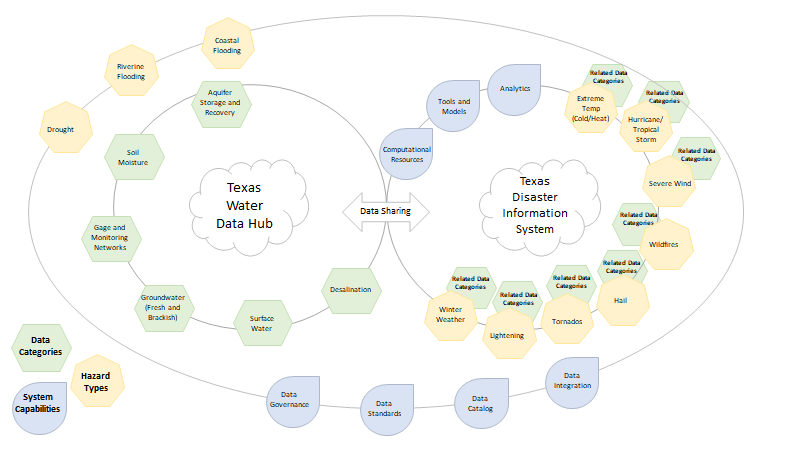 Coastal
Flooding
Riverine
Flooding
Drought
Aquifer
Storage and
Recovery
Soil
Moisture
Gage and
Monitoring
Networks
Groundwater
(Fresh and
Brackish)
Surface
Water
Desalination
Texas
Water
Data Hub
Data Sharing
Texas
Disaster
Information
System
Computational
Resources
Tools and
Models
Analytics
Related Data
Categories
Extreme
Temp
(Cold/Heat)
Related Data
Categories
Hurricane/
Tropical
Storm
Related Data
Categories
Severe Wind
Related Data
Categories
Wildfires
Related Data
Categories
Hail
Related Data
Categories
Tornados
Related Data
Categories
Lightening
Related Data
Categories
Winter
Weather
Data
Governance
Data
Standards
Data
Catalog
Data
Integration
Data
Categories
Hazard
Types
System
Capabilities